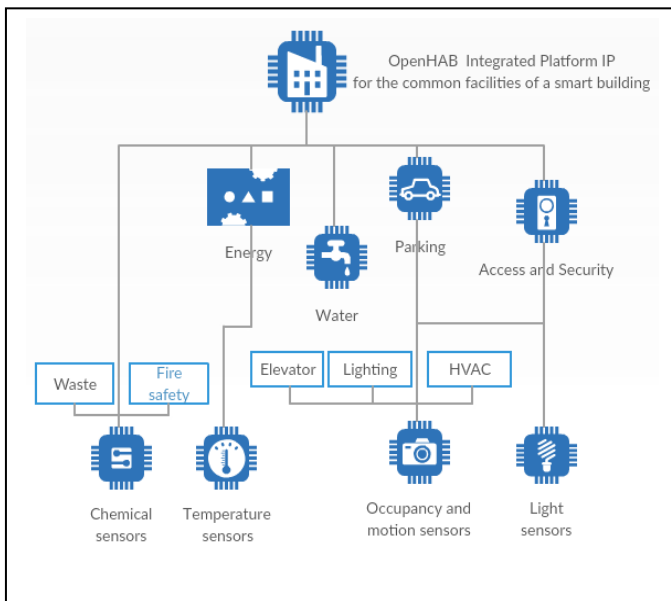 OpenHAB Integrated Platform IP
for the common facilities of a smart building
Energy
Parking
Water
Access and Security
Waste
Fire
safety
Elevator
Lighting
HVAC
Chemical
sensors
Temperature
sensors
Occupancy and
motion sensors
Light
sensors